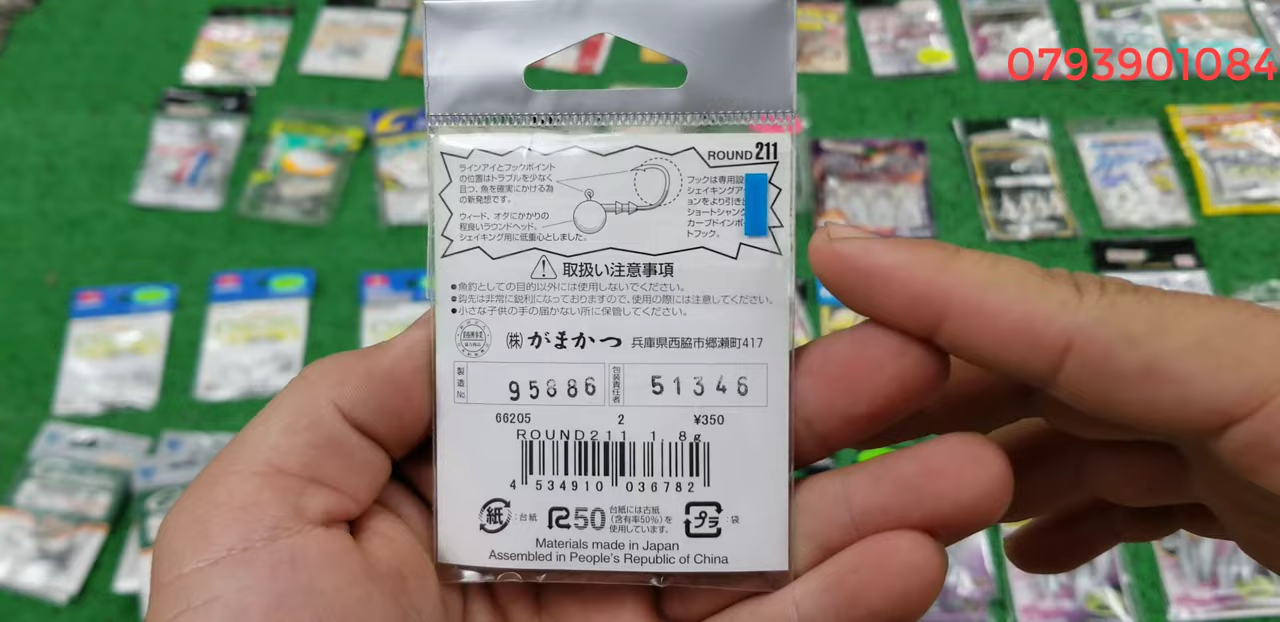 0793901084
ROUND 211
ラインアイとフックポイント
の位置はトラブルを少なく
目つ、魚を確実にかける為
の新発想です。
ウィード、オダにかかりの
程良いラウンドヘッド。
シェイキング用に低重心としました。
フックは専用設
シェイキングア
ョンをより引き出
ショートシャンク
カーブドインポ
トフック。
取扱い注意事項
●魚釣としての目的以外には使用しないでください。
●鈎先は非常に鋭利になっておりますので、使用の際には注意してください。
●小さな子供の手の届かない所に保管してください。
(株) がまかつ 兵庫県西脇市郷瀬町417
製造No. 95886 包装責任者 51346
66205 2 ¥350
ROUND211 1.8g
4 534910 036782
紙 :台紙 R50 台紙には古紙
(含有率50%)を
使用しています。
プラ :袋
Materials made in Japan
Assembled in People's Republic of China